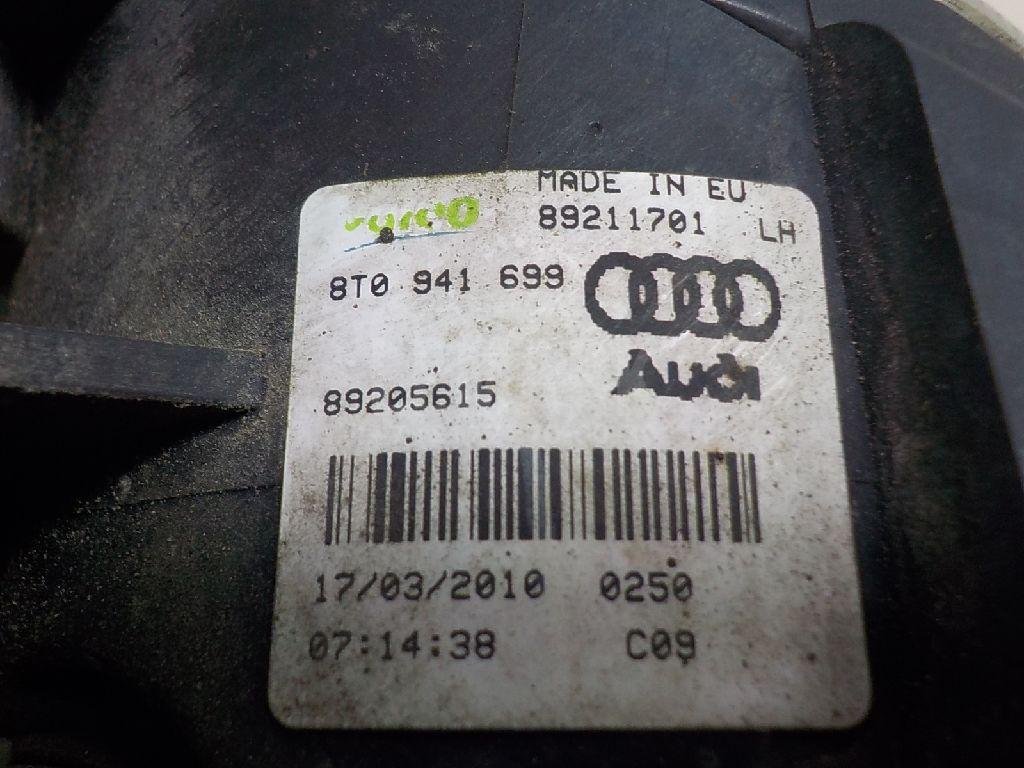 MADE IN EU
89211701 LH
8T0 941 699
Audi
89205615
17/03/2010 0250
07:14:38 C09